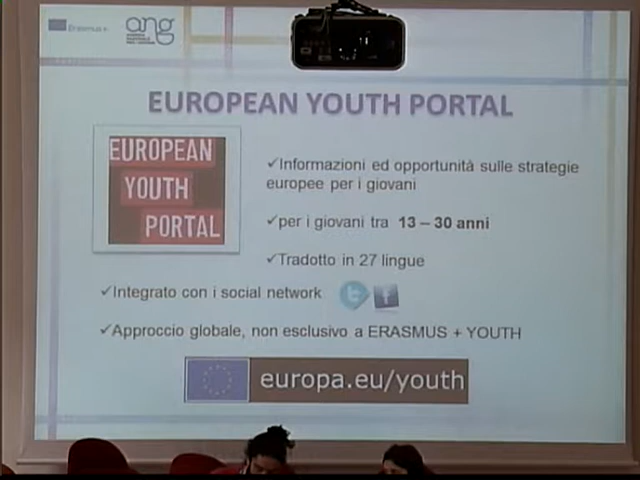 Erasmus+
ang
EUROPEAN YOUTH PORTAL
EUROPEAN
YOUTH
PORTAL
✓Informazioni ed opportunità sulle strategie
europee per i giovani
✓per i giovani tra 13 – 30 anni
✓Tradotto in 27 lingue
✓Integrato con i social network
✓Approccio globale, non esclusivo a ERASMUS + YOUTH
europa.eu/youth